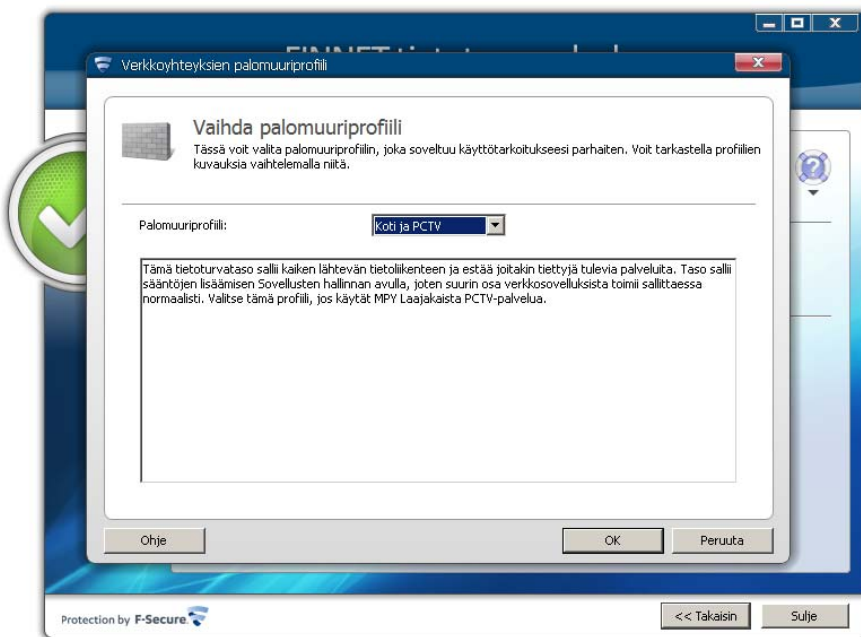 Verkkoyhteyksien palomuuriprofiili
Vaihda palomuuriprofiili
Tässä voit valita palomuuriprofiilin, joka soveltuu käyttötarkoitukseesi parhaiten. Voit tarkastella profiilien
kuvauksia vaihtelemalla niitä.
Palomuuriprofiili:
Koti ja PCTV
Tämä tietoturvataso sallii kaiken lähtevän tietoliikenteen ja estää joitakin tiettyjä tulevia palveluita. Taso sallii
sääntöjen lisäämisen Sovellusten hallinnan avulla, joten suurin osa verkkosovelluksista toimii sallittaessa
normaalisti. Valitse tämä profiili, jos käytät MPY Laajakaista PCTV-palvelua.
Ohje
OK
Peruuta
Protection by F-Secure
<< Takaisin
Sulje